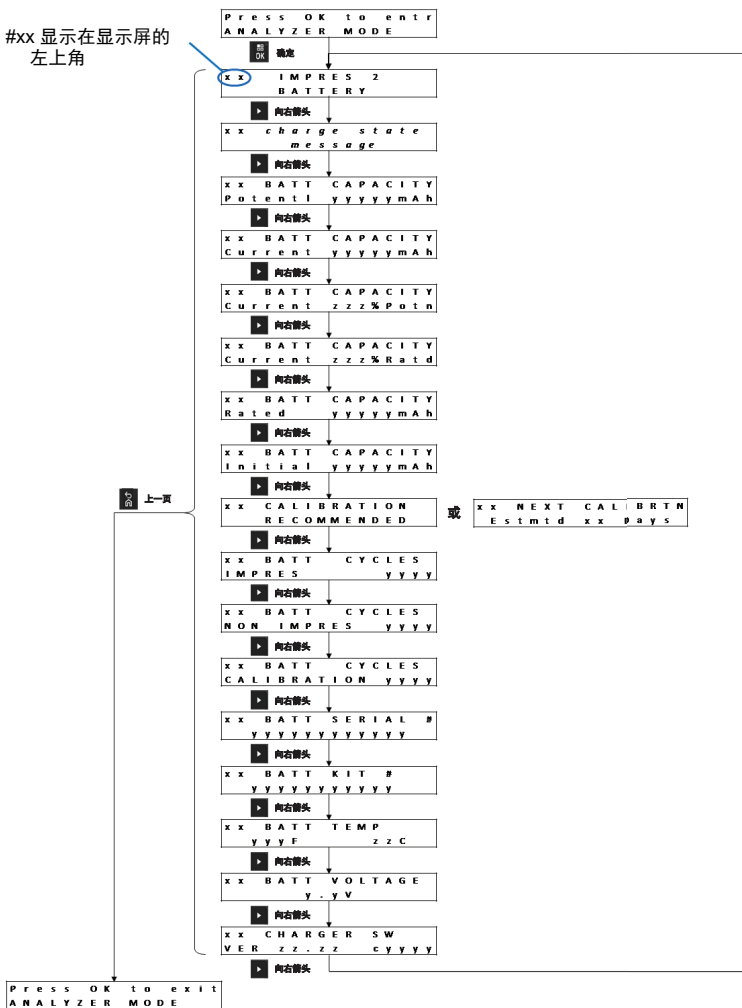 Press OK to entr
ANALYZER MODE
#xx 显示在显示屏的
左上角
OK 确定
xx IMPRES 2
BATTERY
向右箭头
xx charge state
message
向右箭头
xx BATT CAPACITY
Potentl yyyyymAh
向右箭头
xx BATT CAPACITY
Current yyyyymAh
向右箭头
xx BATT CAPACITY
Current zzz%Potn
向右箭头
xx BATT CAPACITY
Current zzz%Ratd
向右箭头
xx BATT CAPACITY
Rated yyyyymAh
向右箭头
xx BATT CAPACITY
Initial yyyyymAh
向右箭头
上一页
xx CALIBRATION
RECOMMENDED
或
xx NEXT CALIBRTN
Estmtd xx Days
向右箭头
xx BATT CYCLES
IMPRES yyyy
向右箭头
xx BATT CYCLES
NON IMPRES yyyy
向右箭头
xx BATT CYCLES
CALIBRATION yyyy
向右箭头
xx BATT SERIAL #
yyyyyyyyyyyy
向右箭头
xx BATT KIT #
yyyyyyyyyyy
向右箭头
xx BATT TEMP
yyyF zzC
向右箭头
xx BATT VOLTAGE
y.yV
向右箭头
xx CHARGER SW
VER zz.zz cyyyy
向右箭头
Press OK to exit
ANALYZER MODE